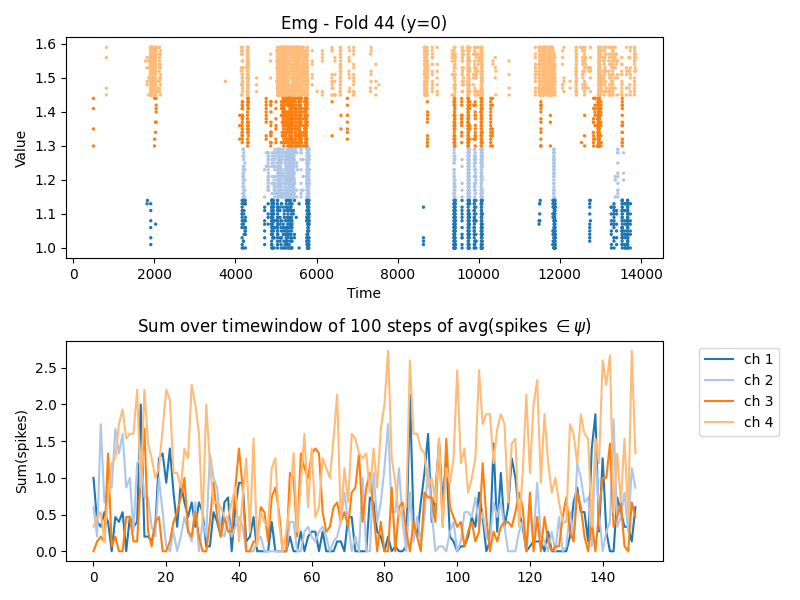 Emg - Fold 44 (y=0)
1.6
1.5
1.4
1.3
1.2
1.1
1.0
Value
0 2000 4000 6000 8000 10000 12000 14000
Time
Sum over timewindow of 100 steps of avg(spikes ∈ ψ)
2.5
2.0
1.5
1.0
0.5
0.0
Sum(spikes)
0 20 40 60 80 100 120 140
ch 1
ch 2
ch 3
ch 4